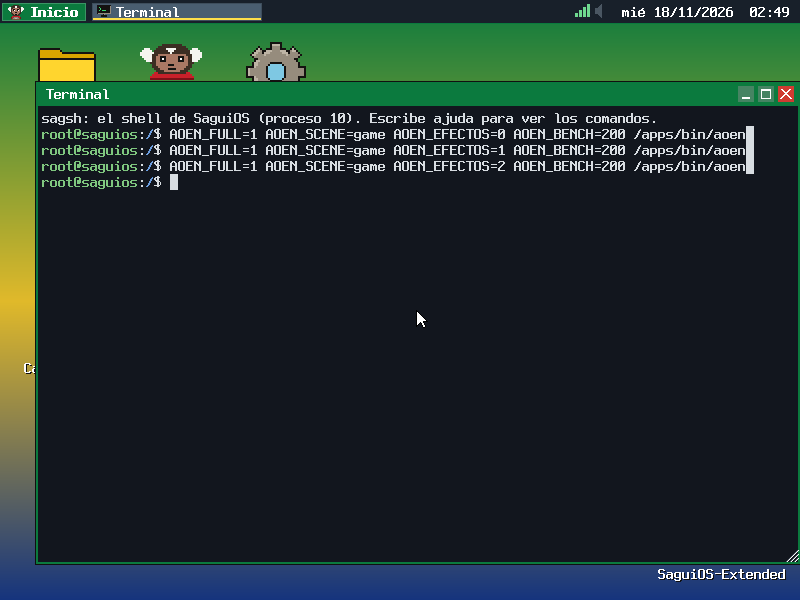 Inicio
Terminal
mié 18/11/2026 02:49
Terminal
sagsh: el shell de SaguiOS (proceso 10). Escribe ajuda para ver los comandos.
root@saguios:/$ AOEN_FULL=1 AOEN_SCENE=game AOEN_EFECTOS=0 AOEN_BENCH=200 /apps/bin/aoen
root@saguios:/$ AOEN_FULL=1 AOEN_SCENE=game AOEN_EFECTOS=1 AOEN_BENCH=200 /apps/bin/aoen
root@saguios:/$ AOEN_FULL=1 AOEN_SCENE=game AOEN_EFECTOS=2 AOEN_BENCH=200 /apps/bin/aoen
root@saguios:/$
SaguiOS-Extended